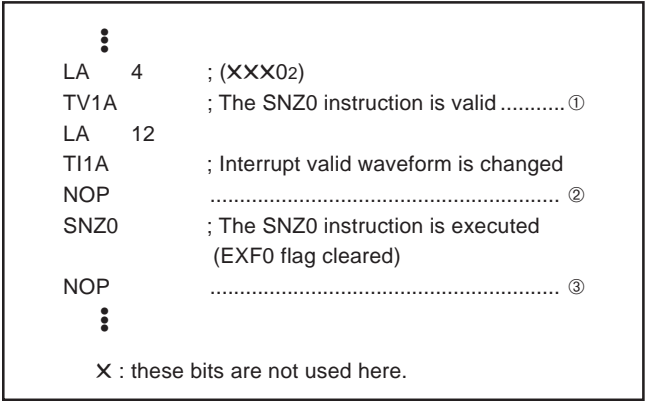 LA 4 ; (✕✕✕0₂)
TV1A ; The SNZ0 instruction is valid ........... ①
LA 12
TI1A ; Interrupt valid waveform is changed
NOP ........................................................... ②
SNZ0 ; The SNZ0 instruction is executed
(EXF0 flag cleared)
NOP ........................................................... ③
✕ : these bits are not used here.